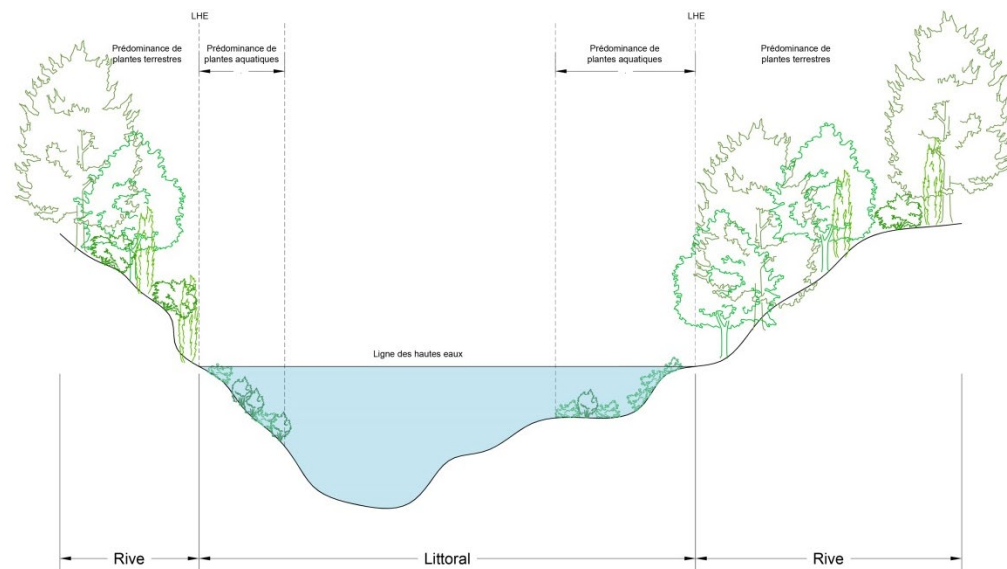 LHE
LHE
Prédominance de
plantes terrestres
Prédominance de
plantes aquatiques
Prédominance de
plantes aquatiques
Prédominance de
plantes terrestres
Ligne des hautes eaux
Rive
Littoral
Rive